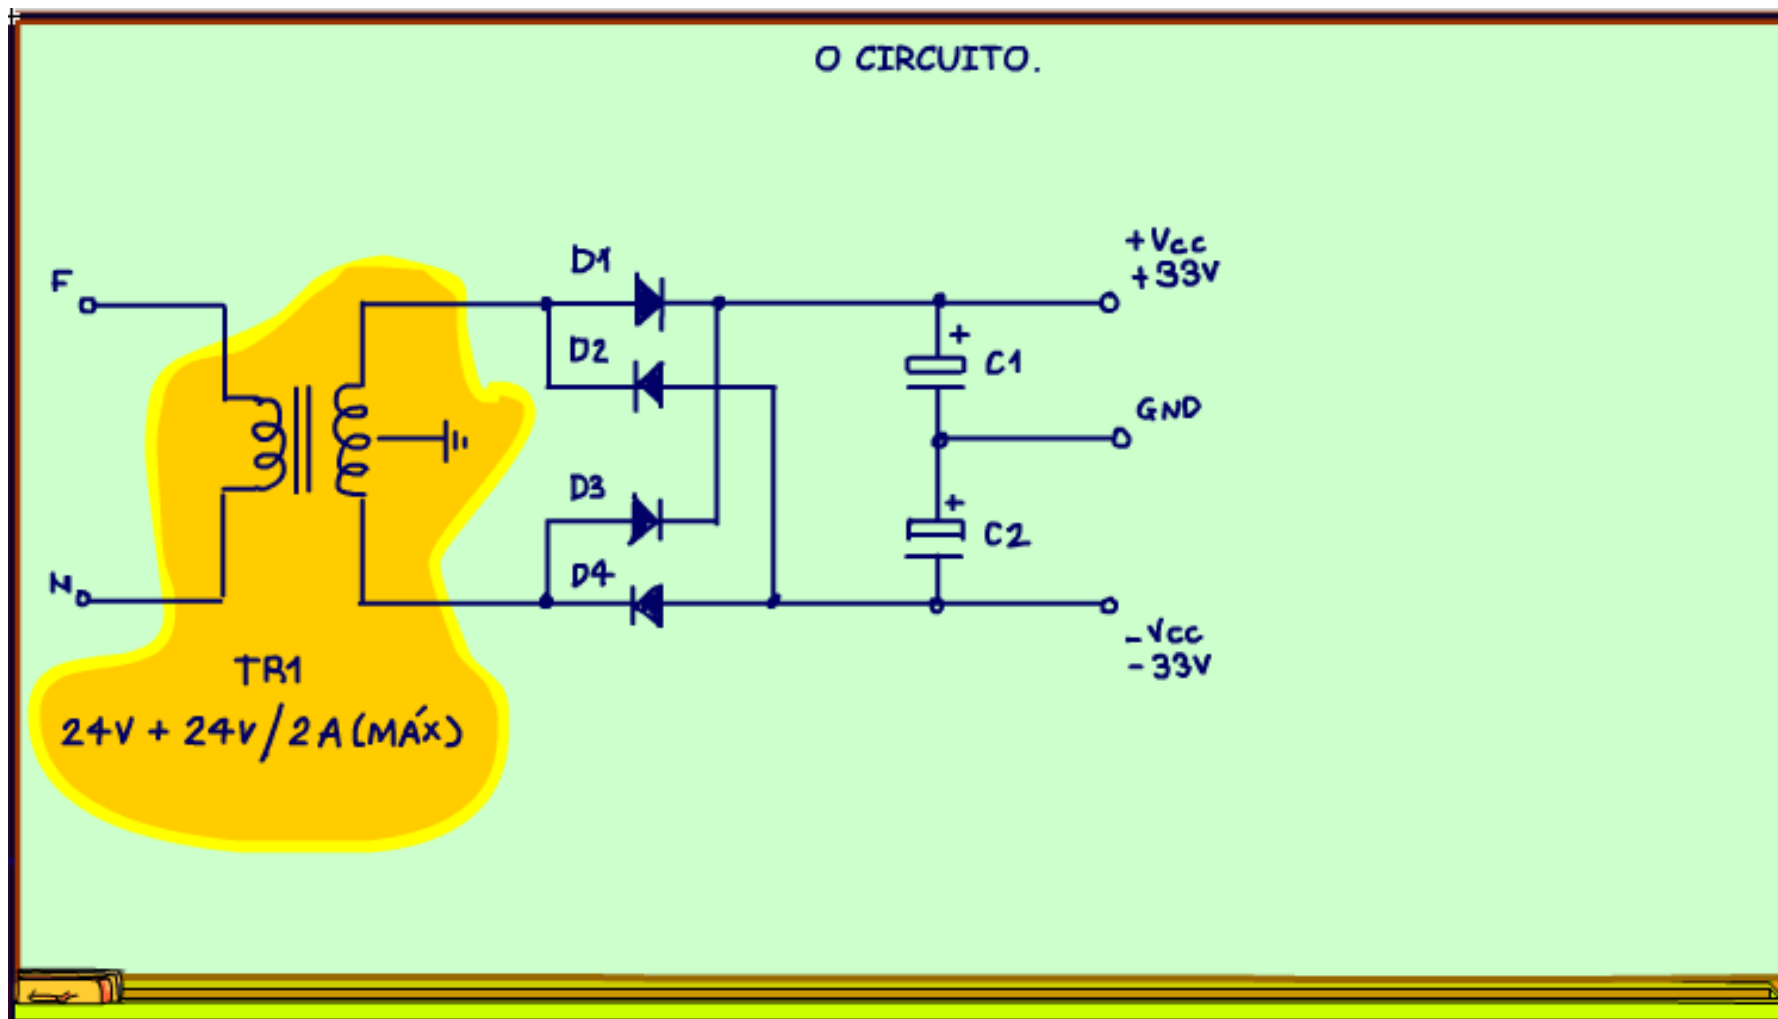 O CIRCUITO.
F
N
TR1
24V + 24V/2A (MÁX)
D1
D2
D3
D4
+
C1
+
C2
+Vcc
+33V
GND
-Vcc
-33V